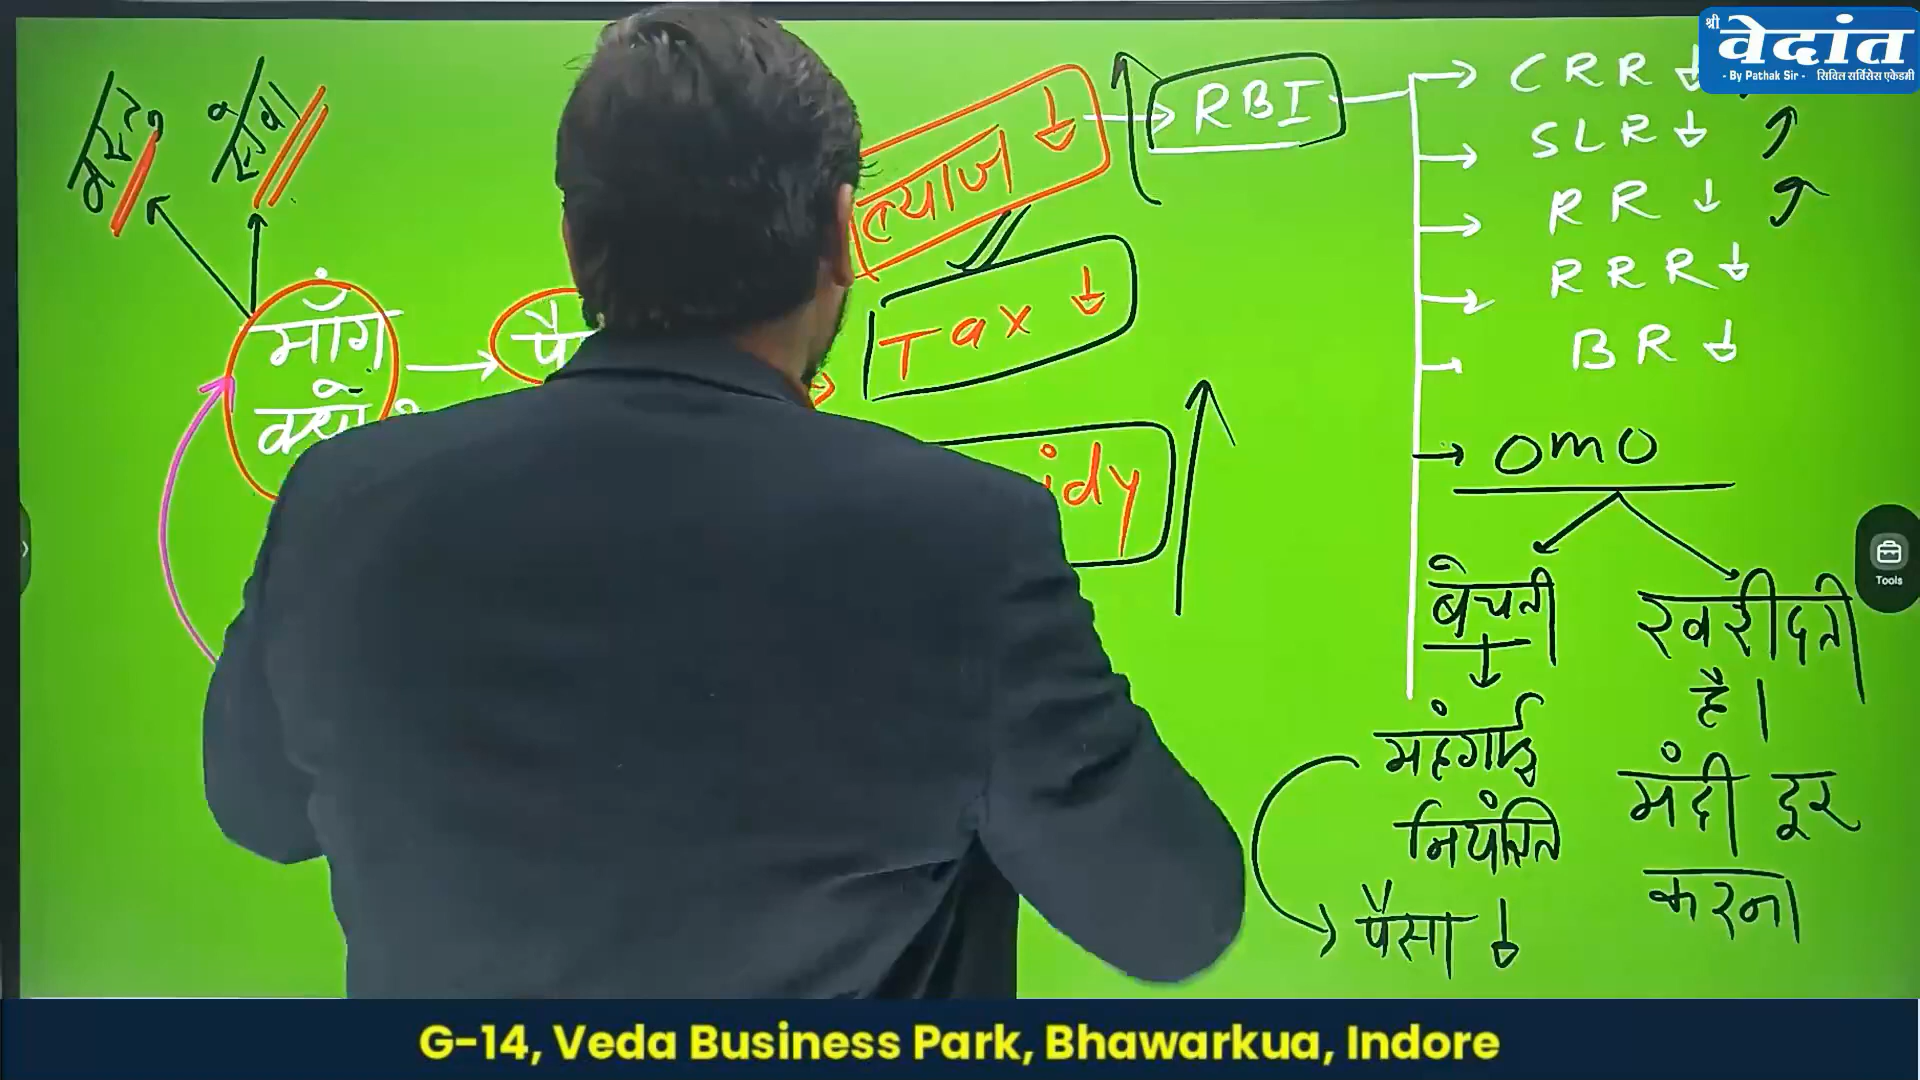 श्री
वेदांत
- By Pathak Sir - सिविल सर्विसेस एकेडमी
वस्तु
सेवा
माँग
ब्याज ↓
Tax ↓
RBI
CRR ↓
SLR ↓
RR ↓
RRR ↓
BR ↓
OMO
बेचती
खरीदती
है।
महंगाई
नियंत्रित
पैसा ↓
मंदी दूर
करना
Tools
G-14, Veda Business Park, Bhawarkua, Indore